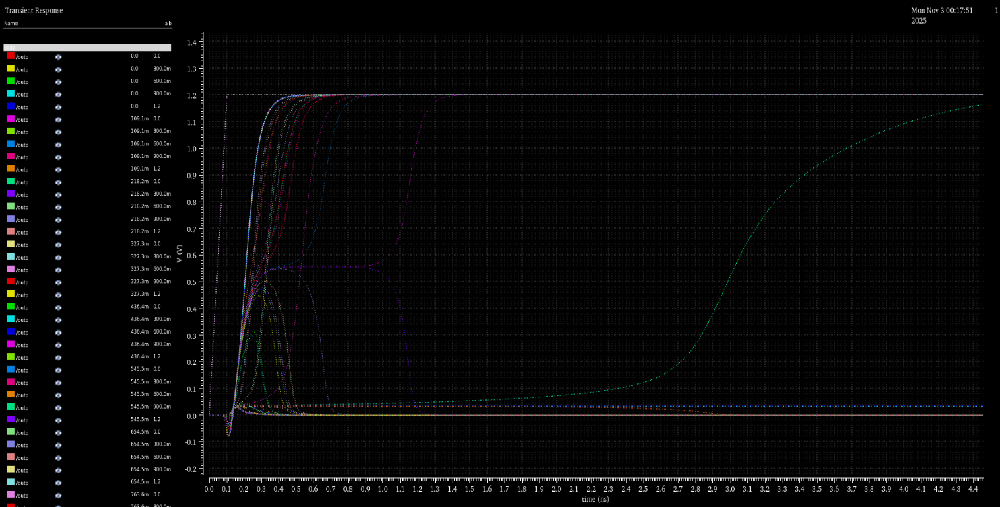 Transient Response
Mon Nov 3 00:17:51 1
2025
Name a b
/outp 0.0 0.0
/outp 0.0 300.0m
/outp 0.0 600.0m
/outp 0.0 900.0m
/outp 0.0 1.2
/outp 109.1m 0.0
/outp 109.1m 300.0m
/outp 109.1m 600.0m
/outp 109.1m 900.0m
/outp 109.1m 1.2
/outp 218.2m 0.0
/outp 218.2m 300.0m
/outp 218.2m 600.0m
/outp 218.2m 900.0m
/outp 218.2m 1.2
/outp 327.3m 0.0
/outp 327.3m 300.0m
/outp 327.3m 600.0m
/outp 327.3m 900.0m
/outp 327.3m 1.2
/outp 436.4m 0.0
/outp 436.4m 300.0m
/outp 436.4m 600.0m
/outp 436.4m 900.0m
/outp 436.4m 1.2
/outp 545.5m 0.0
/outp 545.5m 300.0m
/outp 545.5m 600.0m
/outp 545.5m 900.0m
/outp 545.5m 1.2
/outp 654.5m 0.0
/outp 654.5m 300.0m
/outp 654.5m 600.0m
/outp 654.5m 900.0m
/outp 654.5m 1.2
/outp 763.6m 0.0
/outp 763.6m 300.0m
V (V)
1.4
1.3
1.2
1.1
1.0
0.9
0.8
0.7
0.6
0.5
0.4
0.3
0.2
0.1
0.0
-0.1
-0.2
0.0 0.1 0.2 0.3 0.4 0.5 0.6 0.7 0.8 0.9 1.0 1.1 1.2 1.3 1.4 1.5 1.6 1.7 1.8 1.9 2.0 2.1 2.2 2.3 2.4 2.5 2.6 2.7 2.8 2.9 3.0 3.1 3.2 3.3 3.4 3.5 3.6 3.7 3.8 3.9 4.0 4.1 4.2 4.3 4.4
time (ns)